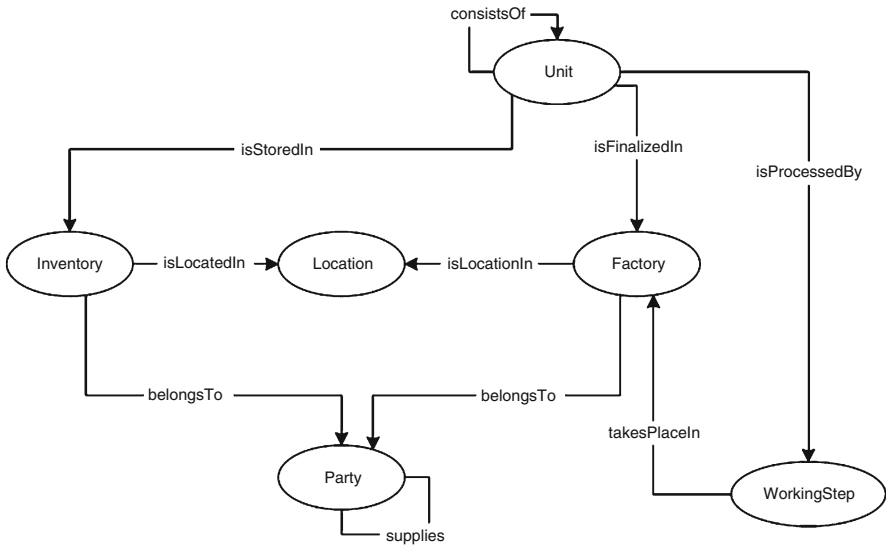 consistsOf
Unit
isStoredIn
isFinalizedIn
isProcessedBy
Inventory
isLocatedIn
Location
isLocationIn
Factory
belongsTo
belongsTo
takesPlaceIn
Party
WorkingStep
supplies